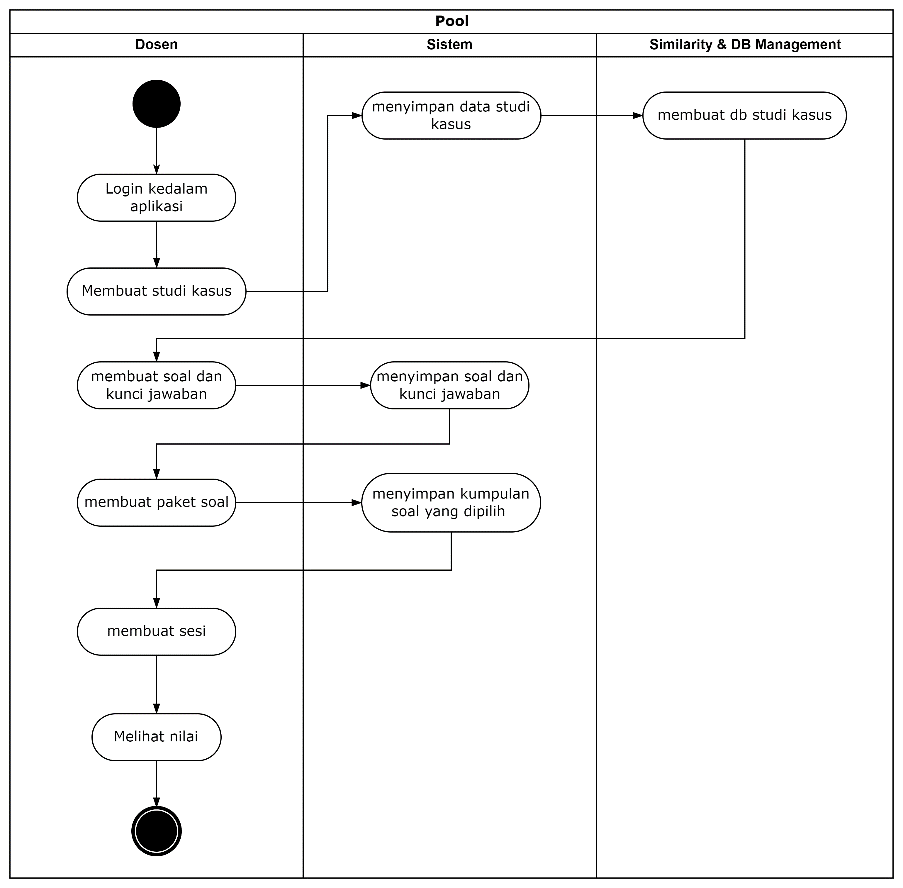 Pool
Dosen
Sistem
Similarity & DB Management
menyimpan data studi
kasus
membuat db studi kasus
Login kedalam
aplikasi
Membuat studi kasus
membuat soal dan
kunci jawaban
menyimpan soal dan
kunci jawaban
membuat paket soal
menyimpan kumpulan
soal yang dipilih
membuat sesi
Melihat nilai